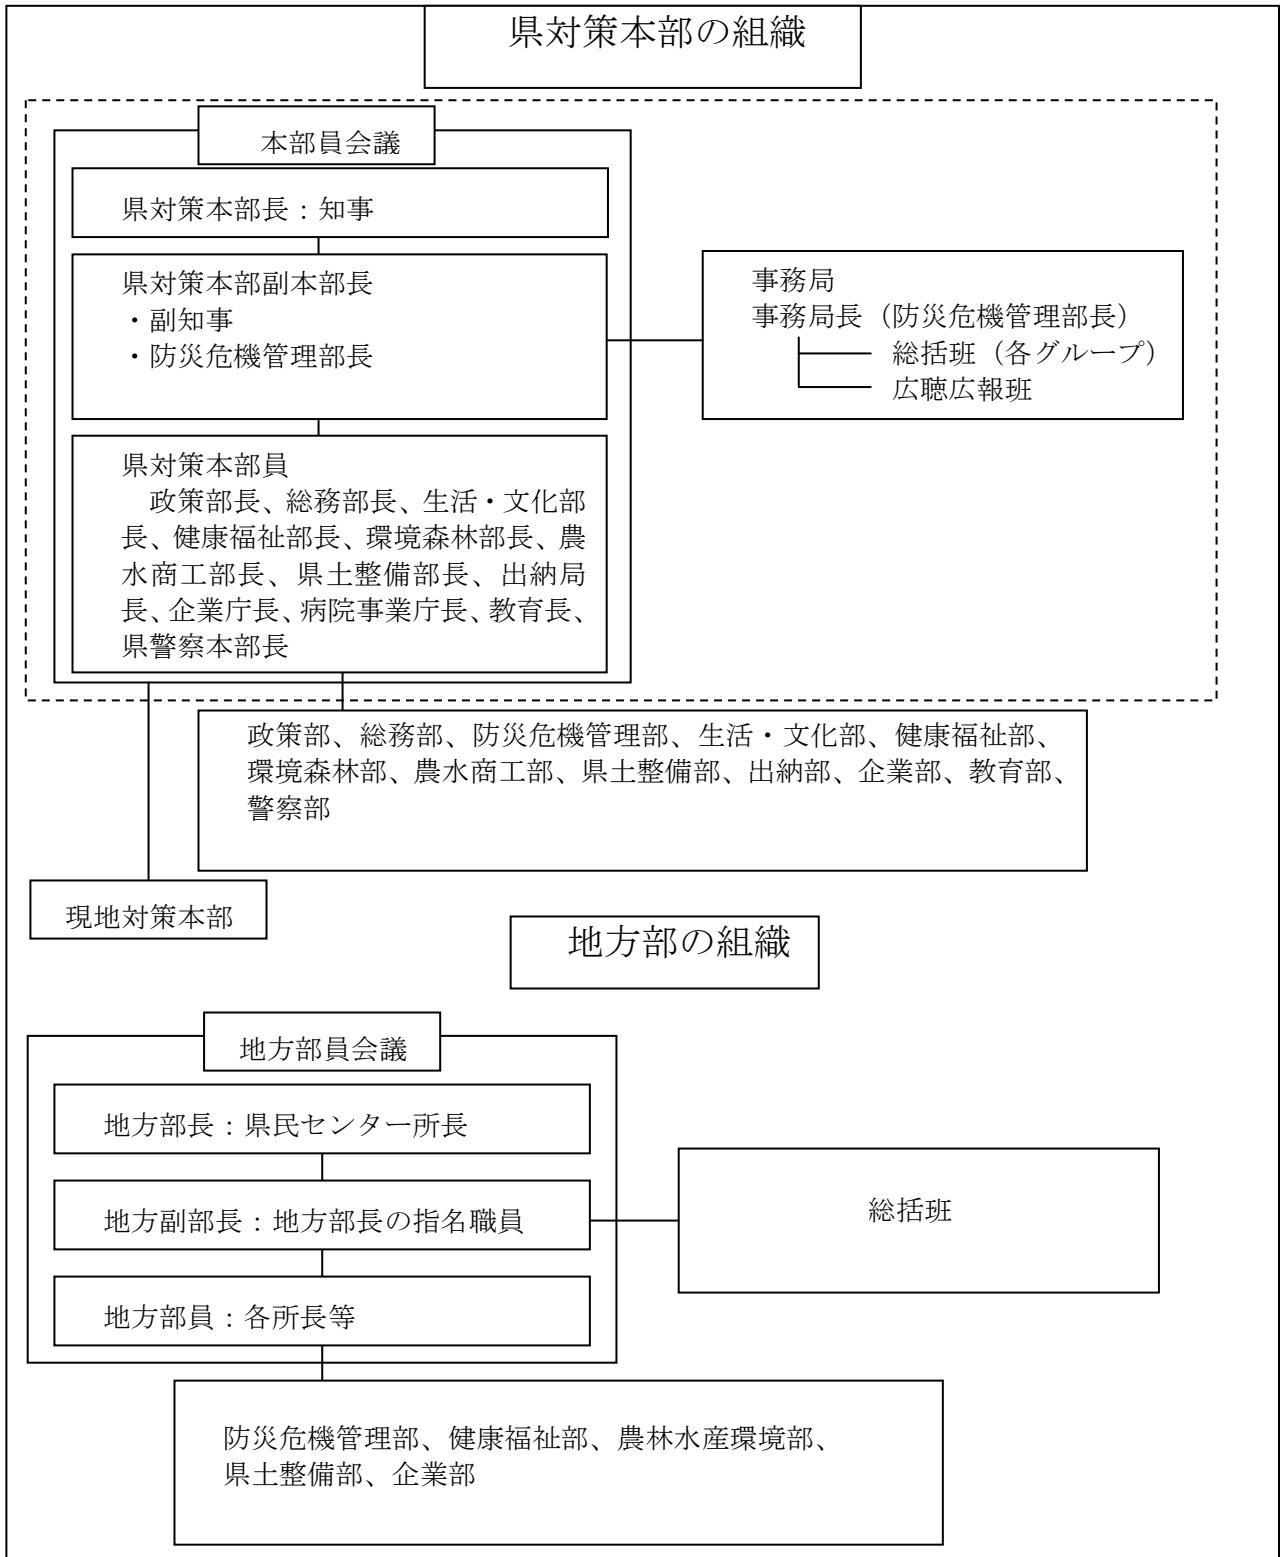 県対策本部の組織
本部員会議
県対策本部長：知事
県対策本部副本部長
・副知事
・防災危機管理部長
事務局
事務局長（防災危機管理部長）
総括班（各グループ）
広聴広報班
県対策本部員
政策部長、総務部長、生活・文化部
長、健康福祉部長、環境森林部長、農
水商工部長、県土整備部長、出納局
長、企業庁長、病院事業庁長、教育長、
県警察本部長
政策部、総務部、防災危機管理部、生活・文化部、健康福祉部、
環境森林部、農水商工部、県土整備部、出納部、企業部、教育部、
警察部
現地対策本部
地方部の組織
地方部員会議
地方部長：県民センター所長
地方副部長：地方部長の指名職員
総括班
地方部員：各所長等
防災危機管理部、健康福祉部、農林水産環境部、
県土整備部、企業部